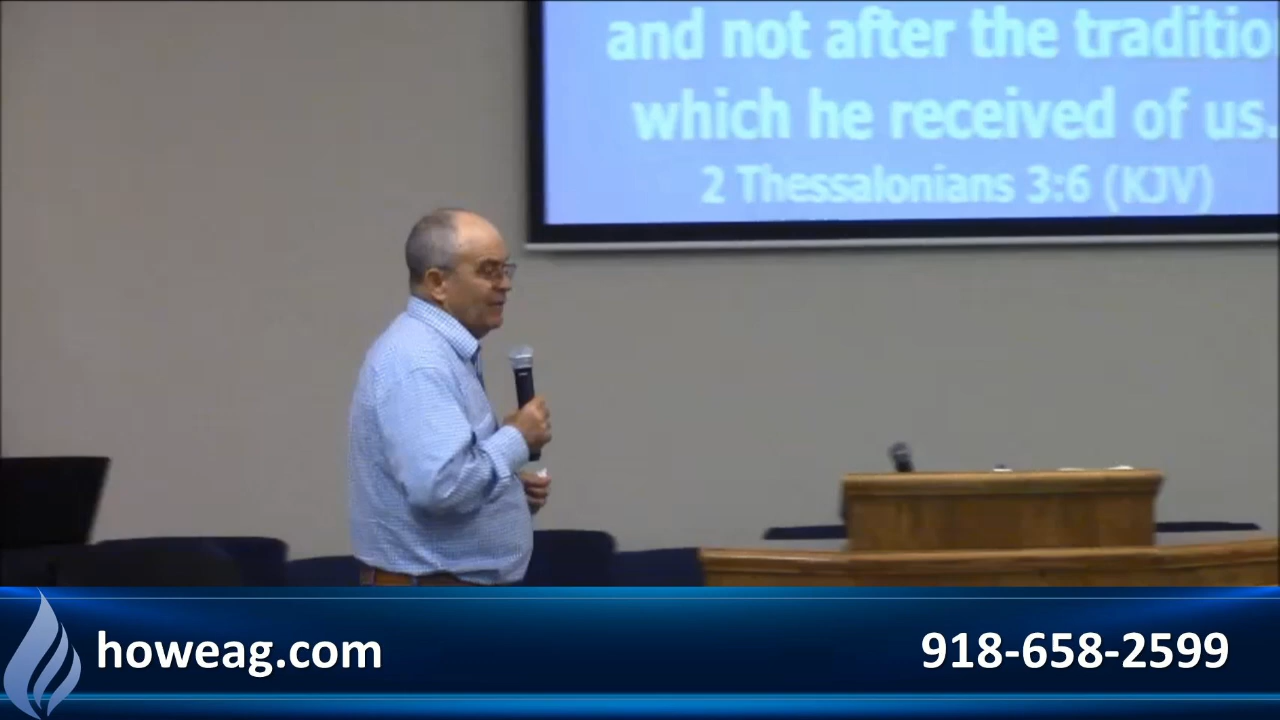 and not after the traditio
which he received of us.
2 Thessalonians 3:6 (KJV)
howeag.com
918-658-2599